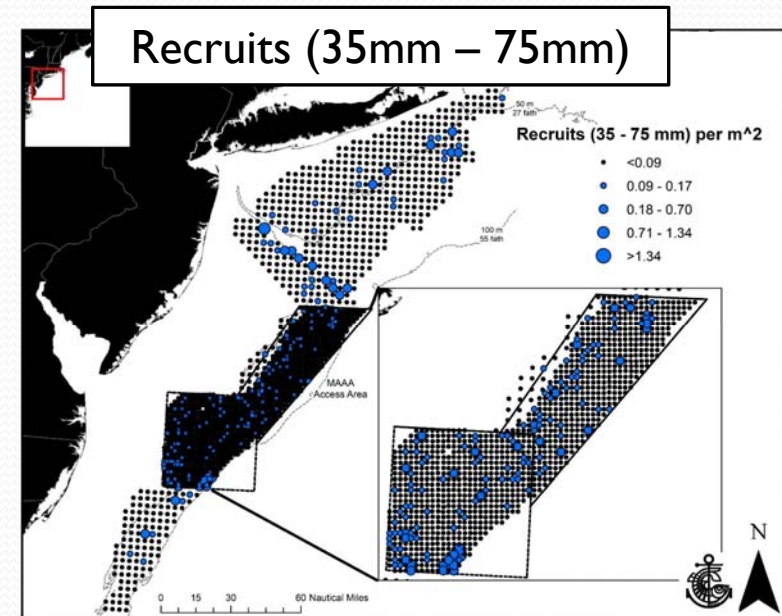 Recruits (35mm – 75mm)
50 m
27 fath
Recruits (35 - 75 mm) per m^2
<0.09
0.09 - 0.17
0.18 - 0.70
0.71 - 1.34
>1.34
100 m
55 fath
MAAA
Access Area
N
0 15 30 60 Nautical Miles